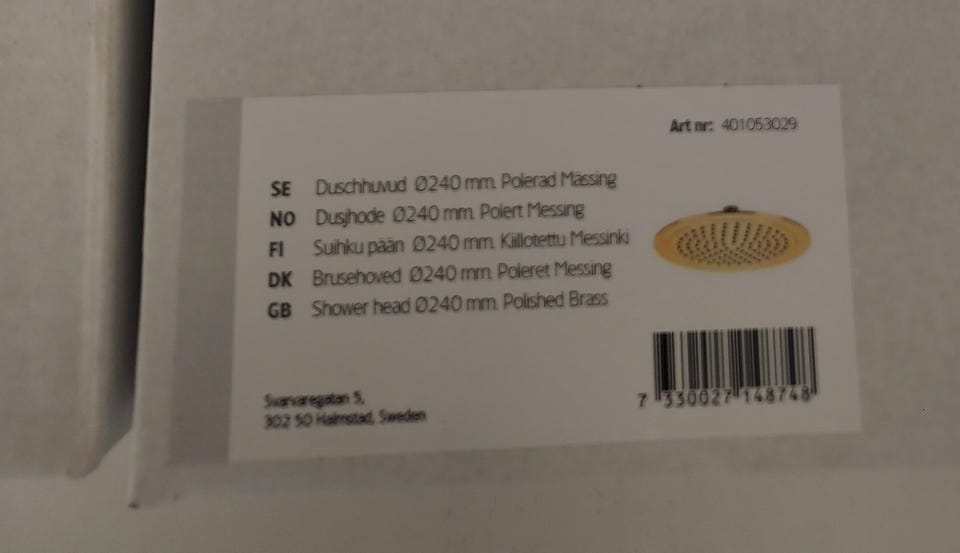 Art nr: 401053029
SE Duschhuvud Ø240 mm. Polerad Mässing
NO Dusjhode Ø240 mm. Polert Messing
FI Suihku pään Ø240 mm. Kiillotettu Messinki
DK Brusehoved Ø240 mm. Poleret Messing
GB Shower head Ø240 mm. Polished Brass
Svarvaregatan 5,
302 50 Halmstad, Sweden
7 330027 148748